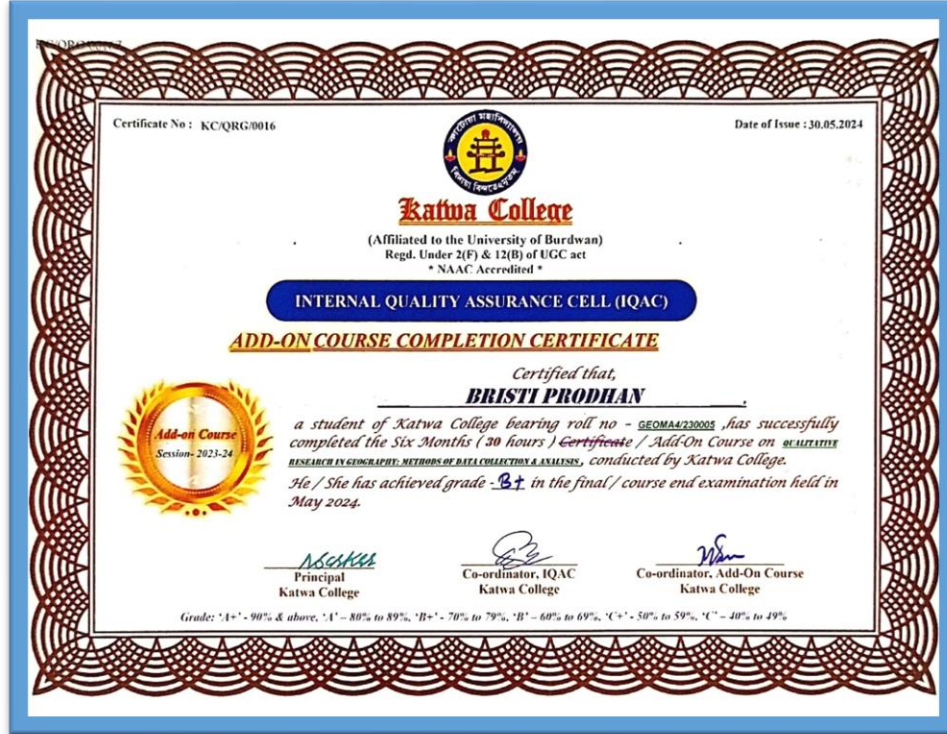 Certificate No : KC/QRG/0016
Date of Issue : 30.05.2024
কাটোয়া মহাবিদ্যালয়
Katwa College
(Affiliated to the University of Burdwan)
Regd. Under 2(F) & 12(B) of UGC act
* NAAC Accredited *
INTERNAL QUALITY ASSURANCE CELL (IQAC)
ADD-ON COURSE COMPLETION CERTIFICATE
Certified that,
BRISTI PRODHAN.
Add-on Course
Session- 2023-24
a student of Katwa College bearing roll no - GEOMA4/230005 ,has successfully
completed the Six Months ( 30 hours ) Certificate / Add-On Course on QUALITATIVE
RESEARCH IN GEOGRAPHY: METHODS OF DATA COLLECTION & ANALYSIS, conducted by Katwa College.
He / She has achieved grade - B+ in the final / course end examination held in
May 2024.
Principal
Katwa College
Co-ordinator, IQAC
Katwa College
Co-ordinator, Add-On Course
Katwa College
Grade: 'A+' - 90% & above, 'A' – 80% to 89%, 'B+' - 70% to 79%, 'B' – 60% to 69%, 'C+' - 50% to 59%, 'C' – 40% to 49%